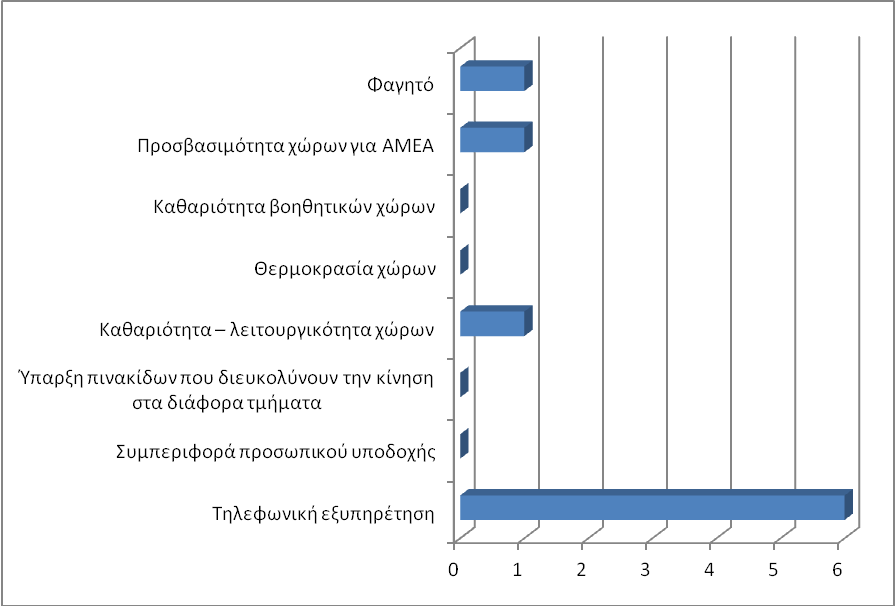 Φαγητό
Προσβασιμότητα χώρων για ΑΜΕΑ
Καθαριότητα βοηθητικών χώρων
Θερμοκρασία χώρων
Καθαριότητα – λειτουργικότητα χώρων
Ύπαρξη πινακίδων που διευκολύνουν την κίνηση
στα διάφορα τμήματα
Συμπεριφορά προσωπικού υποδοχής
Τηλεφωνική εξυπηρέτηση
0 1 2 3 4 5 6